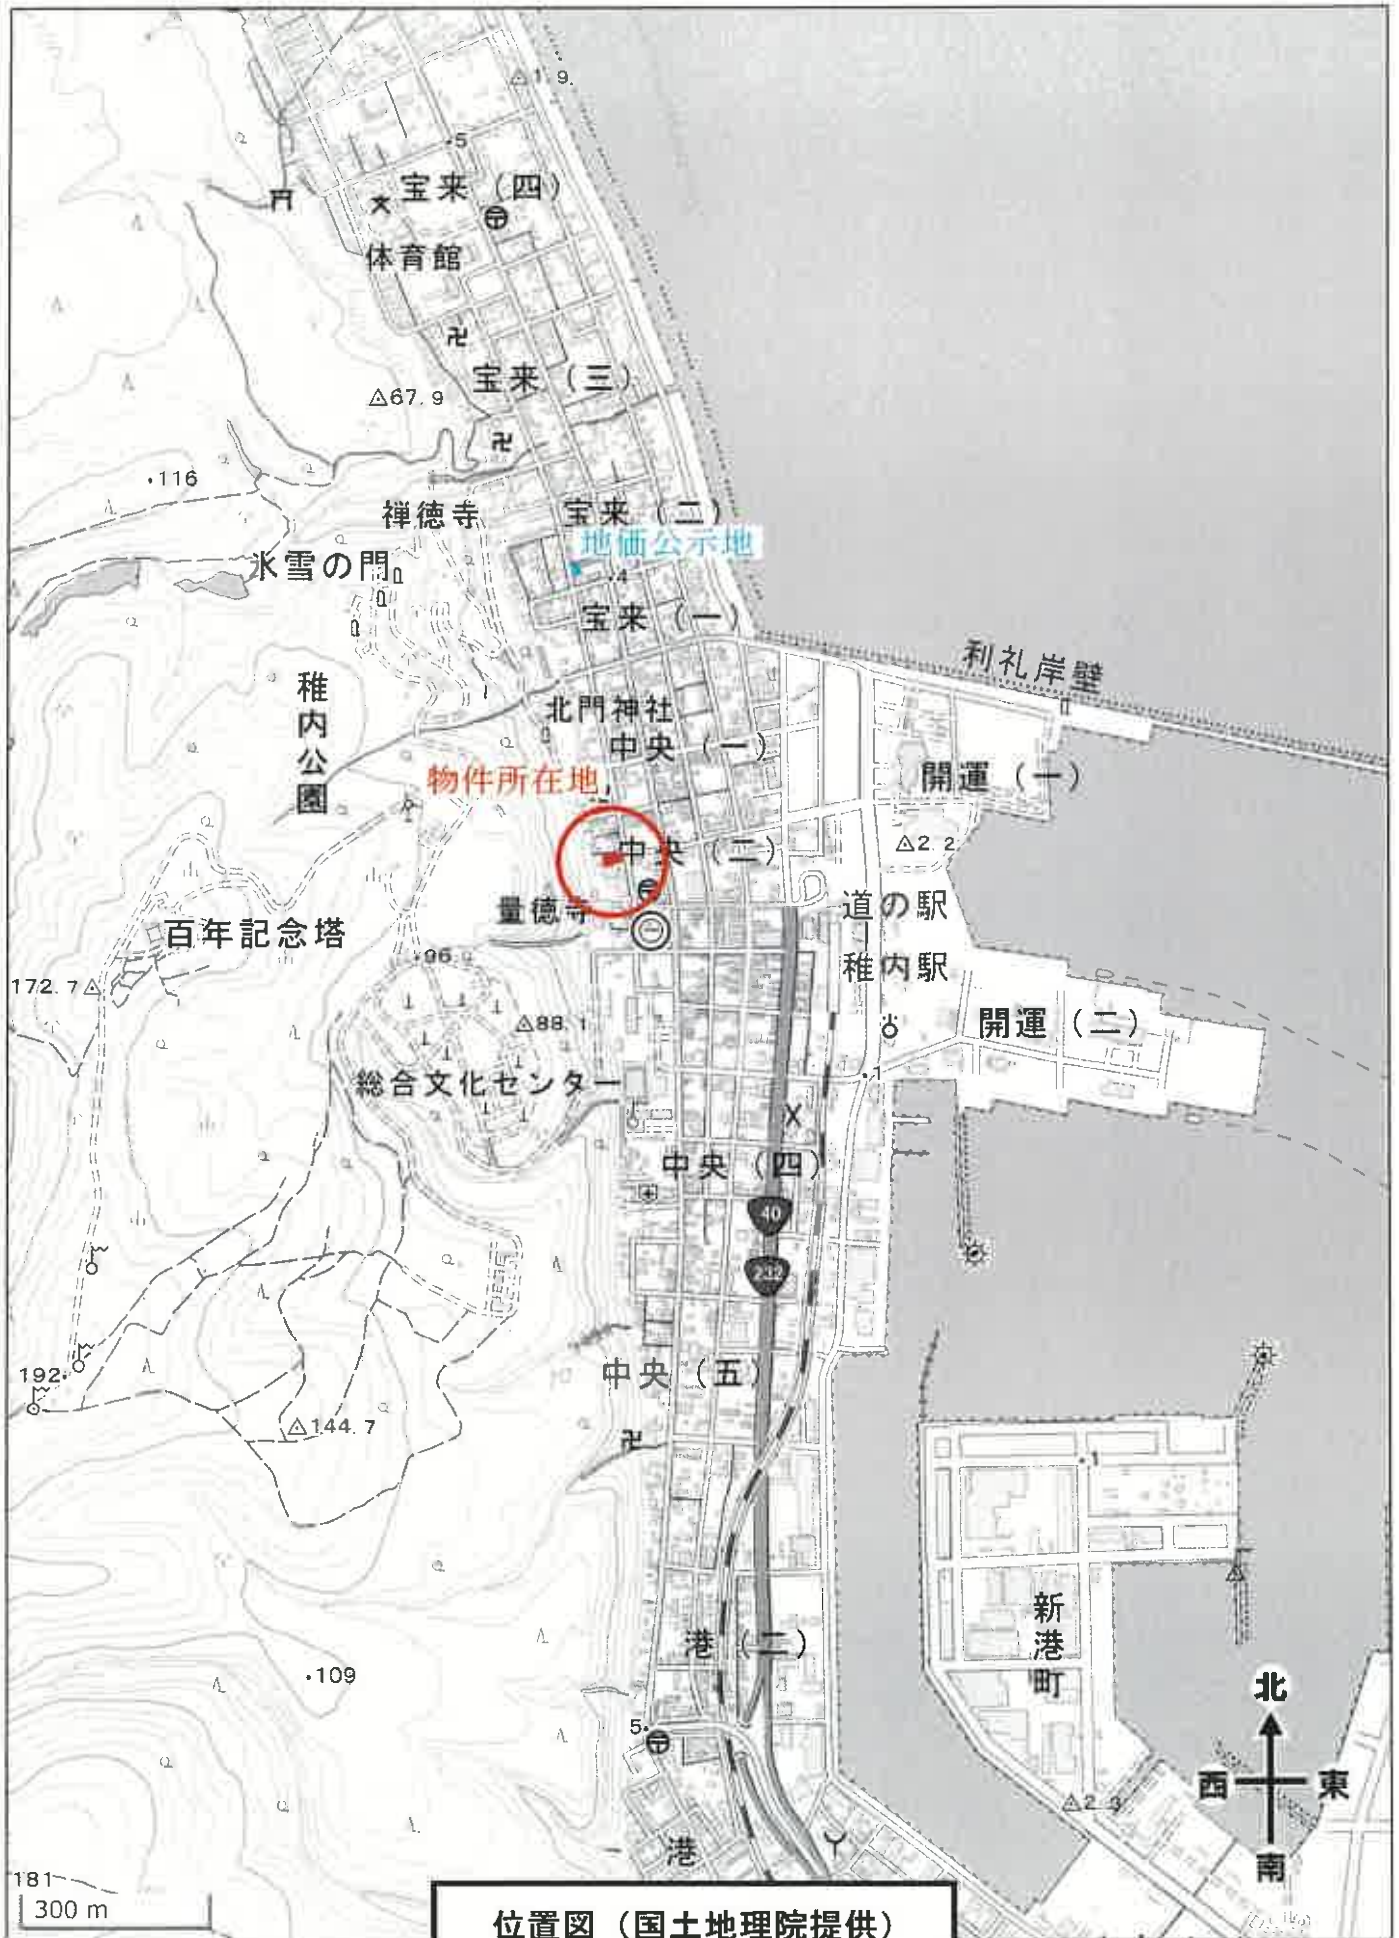 1.9
5
宝来(四)
体育館
宝来(三)
67.9
116
禅徳寺
宝来(二)
地価公示地
氷雪の門
4
宝来(一)
利礼岸壁
稚内公園
北門神社
中央(一)
物件所在地
開運(一)
中央(二)
2.2
量徳寺
道の駅
百年記念塔
96.
稚内駅
172.7
88.1
開運(二)
総合文化センター
1
中央(四)
40
192
中央(五)
144.7
1
新港町
港(二)
109
北
5
西 東
2.3
港
南
181
300 m
位置図(国土地理院提供)